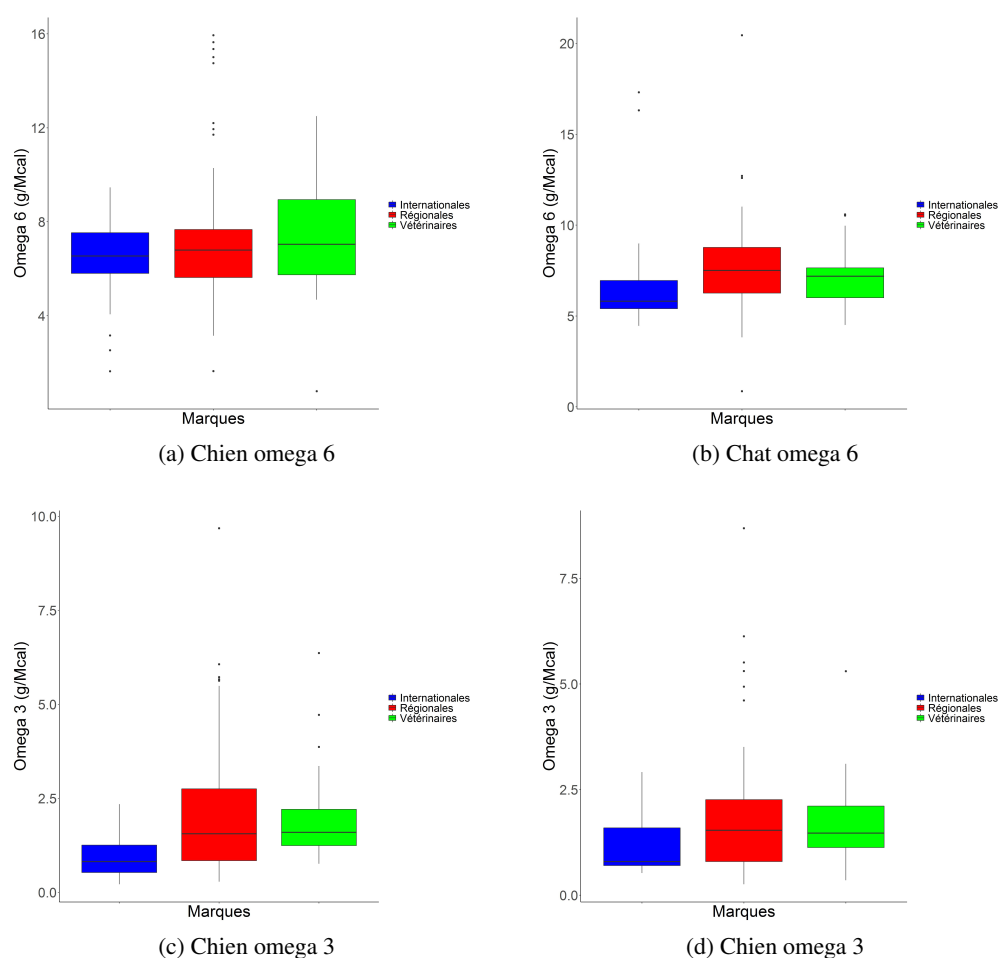 16
12
8
4
Omega 6 (g/Mcal)
Marques
Internationales
Régionales
Vétérinaires
(a) Chien omega 6
20
15
10
5
0
Omega 6 (g/Mcal)
Marques
Internationales
Régionales
Vétérinaires
(b) Chat omega 6
10.0
7.5
5.0
2.5
0.0
Omega 3 (g/Mcal)
Marques
Internationales
Régionales
Vétérinaires
(c) Chien omega 3
7.5
5.0
2.5
0.0
Omega 3 (g/Mcal)
Marques
Internationales
Régionales
Vétérinaires
(d) Chien omega 3